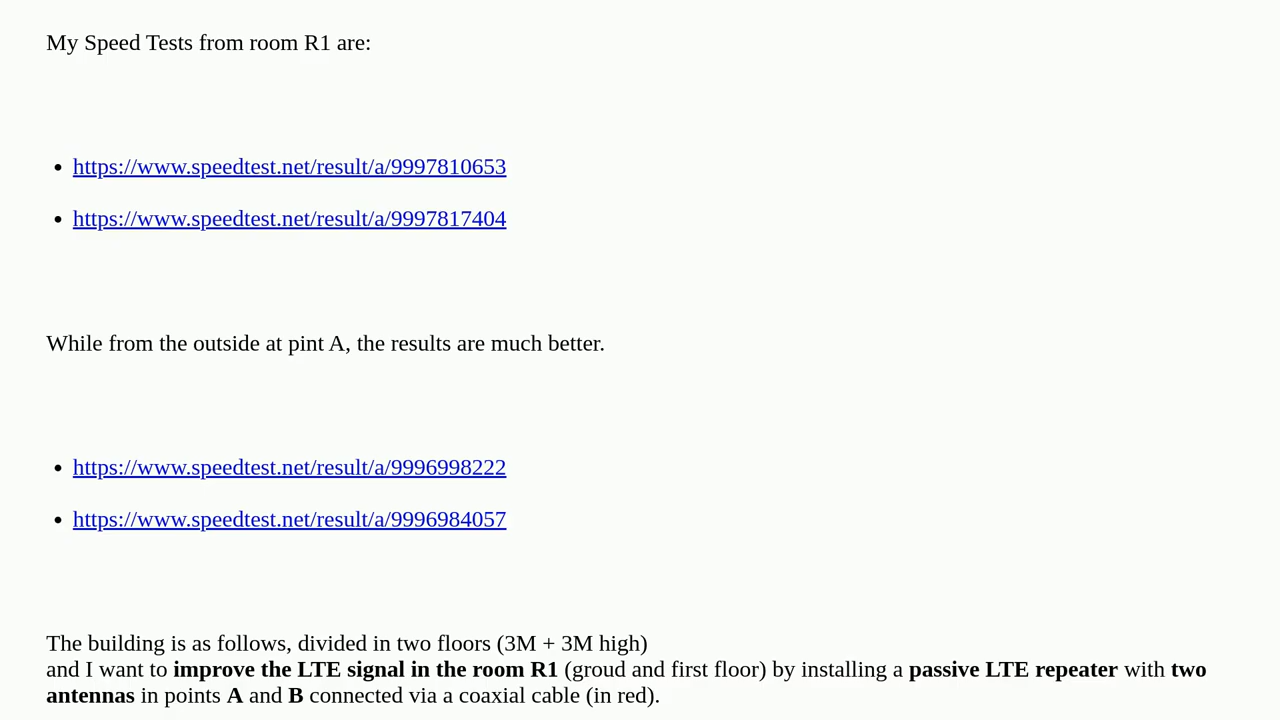 My Speed Tests from room R1 are:
https://www.speedtest.net/result/a/9997810653
https://www.speedtest.net/result/a/9997817404
While from the outside at pint A, the results are much better.
https://www.speedtest.net/result/a/9996998222
https://www.speedtest.net/result/a/9996984057
The building is as follows, divided in two floors (3M + 3M high)
and I want to improve the LTE signal in the room R1 (groud and first floor) by installing a passive LTE repeater with two
antennas in points A and B connected via a coaxial cable (in red).